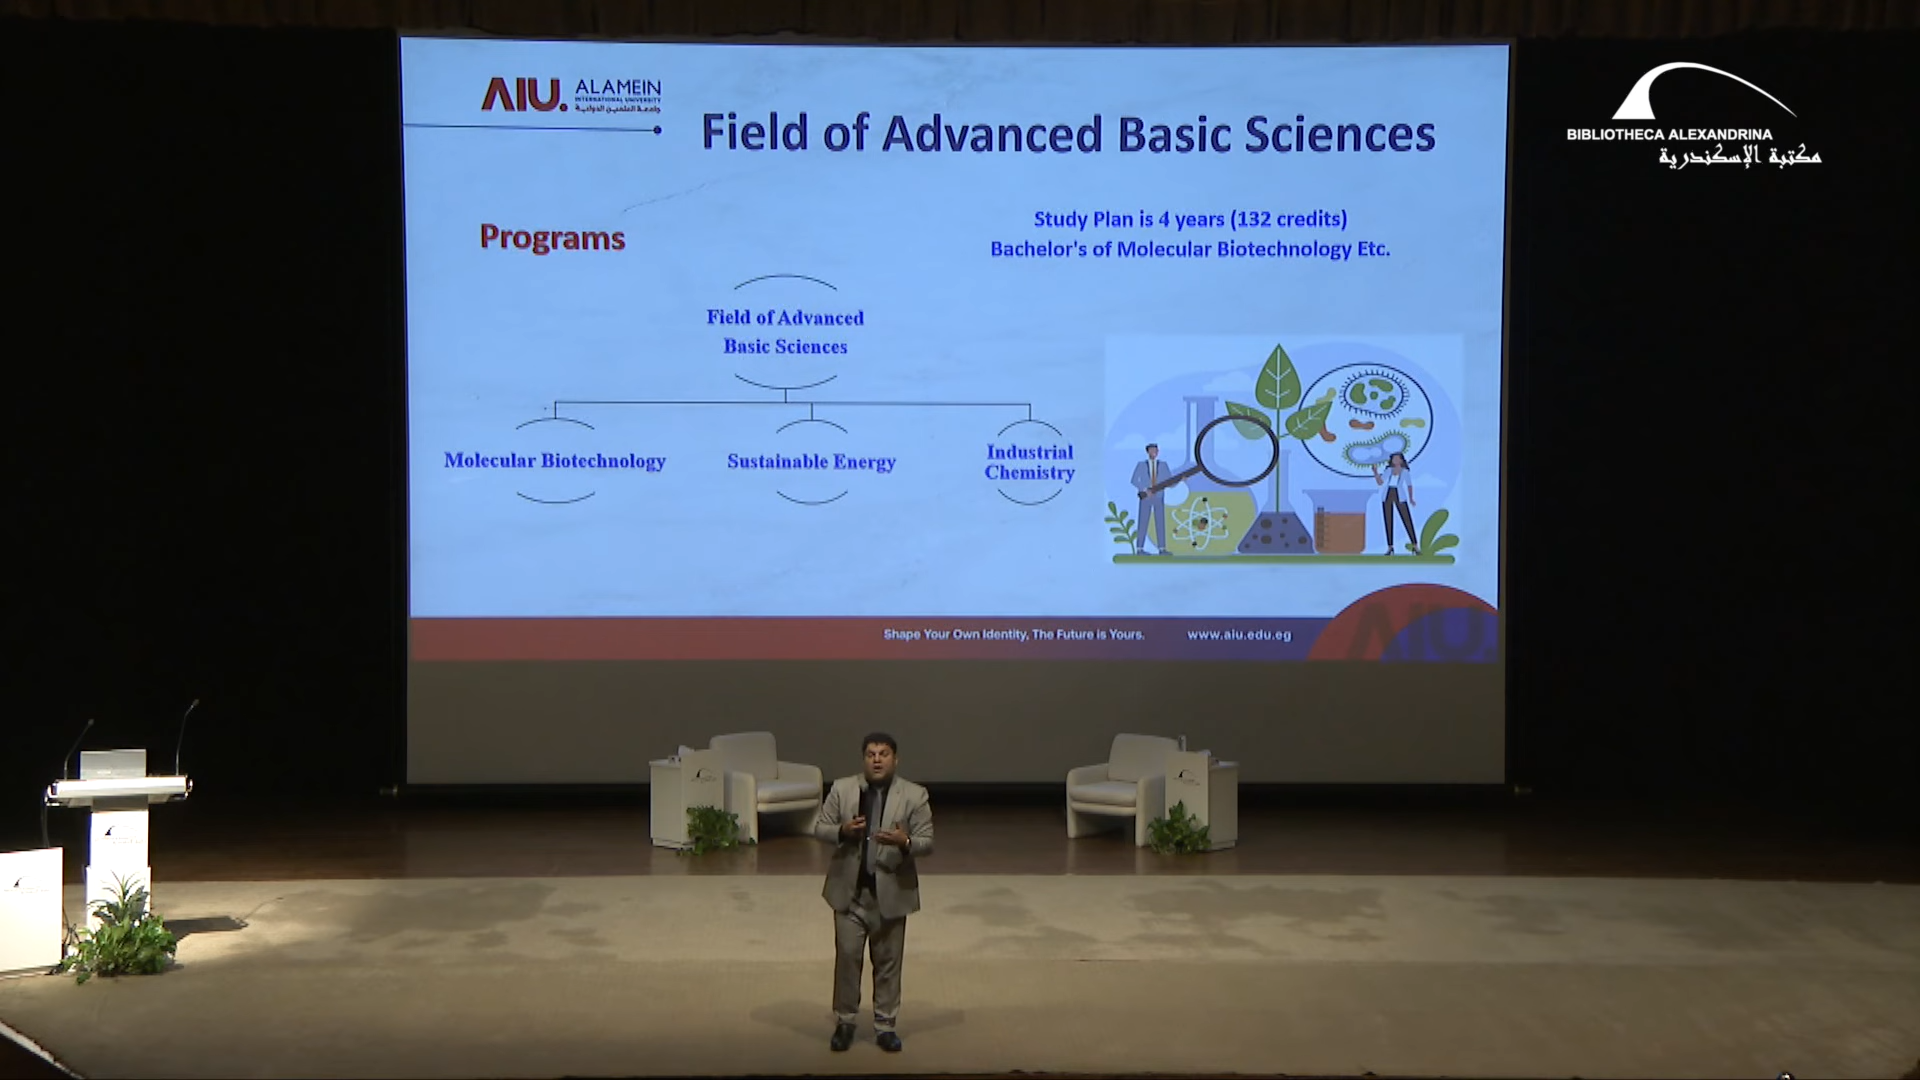 AIU. ALAMEIN
INTERNATIONAL UNIVERSITY
جامعة العلمين الدولية
Field of Advanced Basic Sciences
BIBLIOTHECA ALEXANDRINA
مكتبة الإسكندرية
Programs
Study Plan is 4 years (132 credits)
Bachelor's of Molecular Biotechnology Etc.
Field of Advanced
Basic Sciences
Molecular Biotechnology
Sustainable Energy
Industrial
Chemistry
Shape Your Own Identity, The Future is Yours.
www.aiu.edu.eg
AIU.